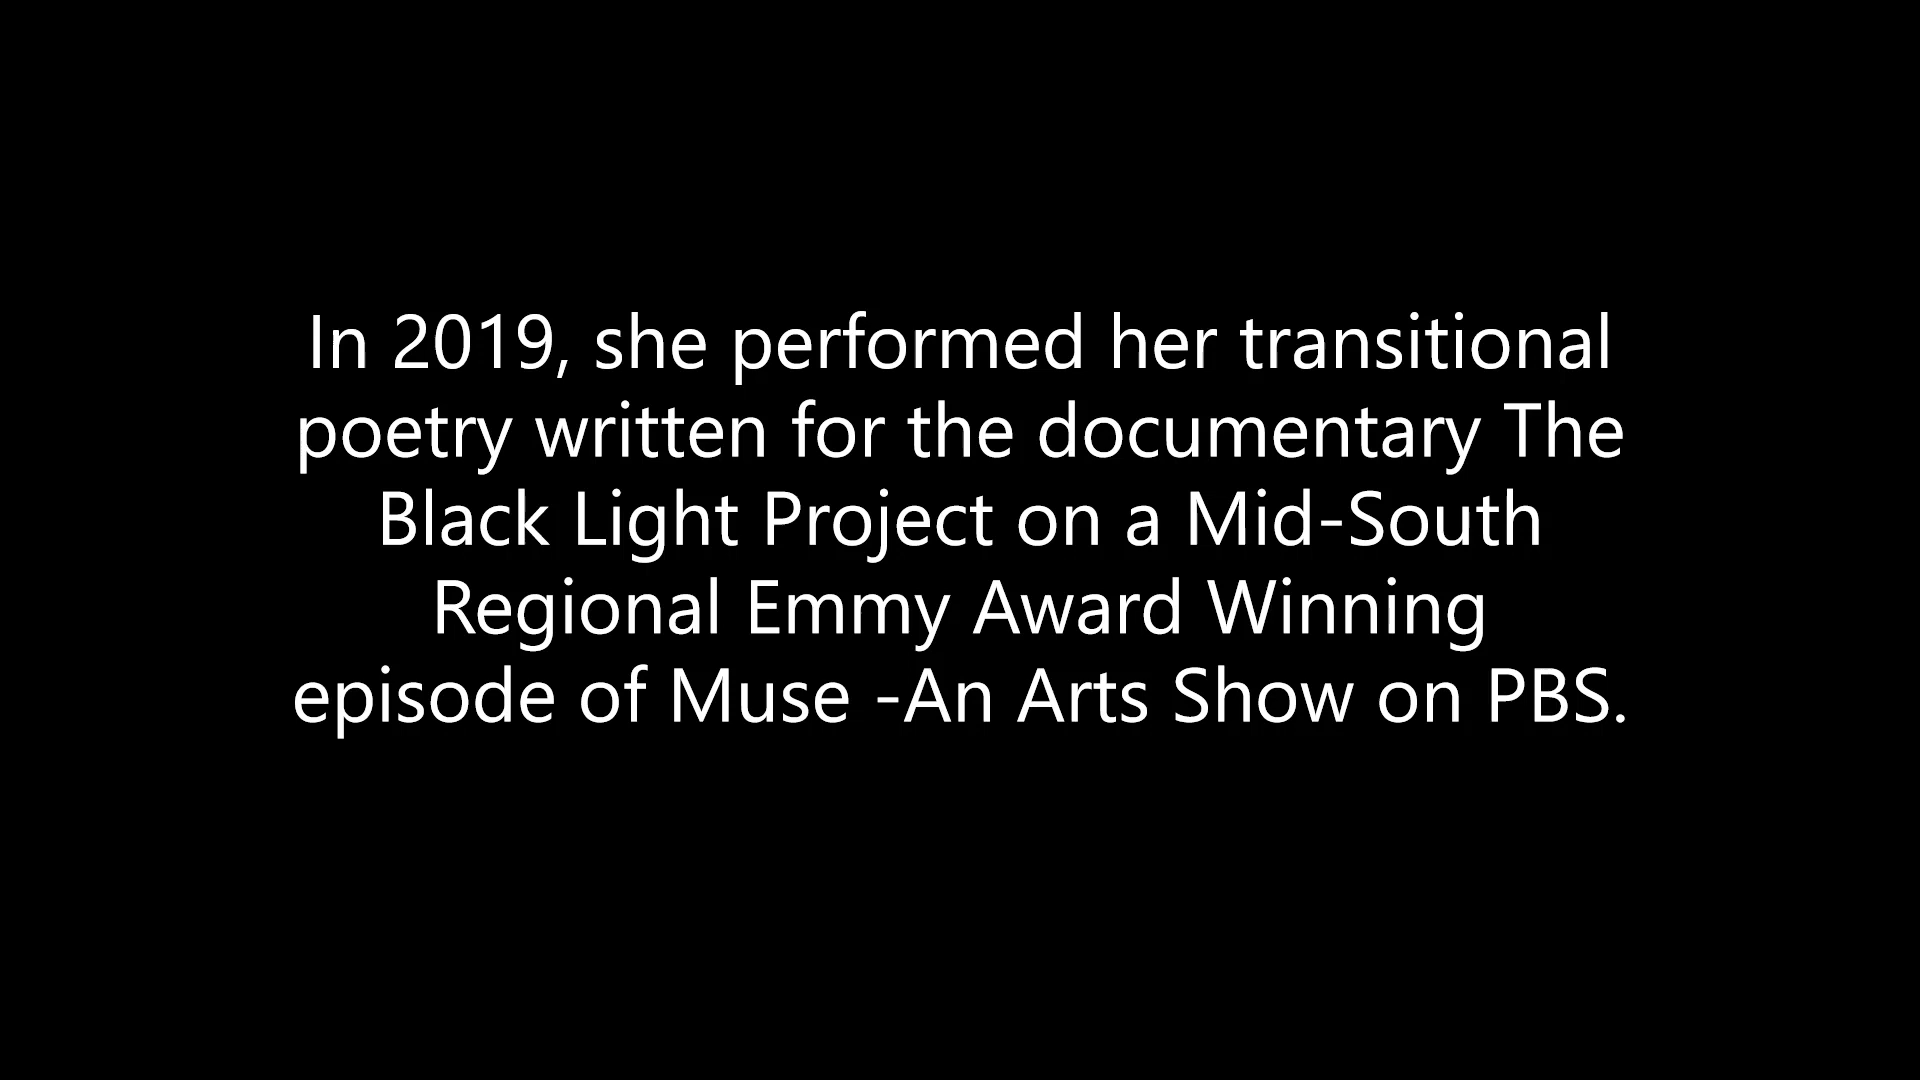 In 2019, she performed her transitional
poetry written for the documentary The
Black Light Project on a Mid-South
Regional Emmy Award Winning
episode of Muse -An Arts Show on PBS.